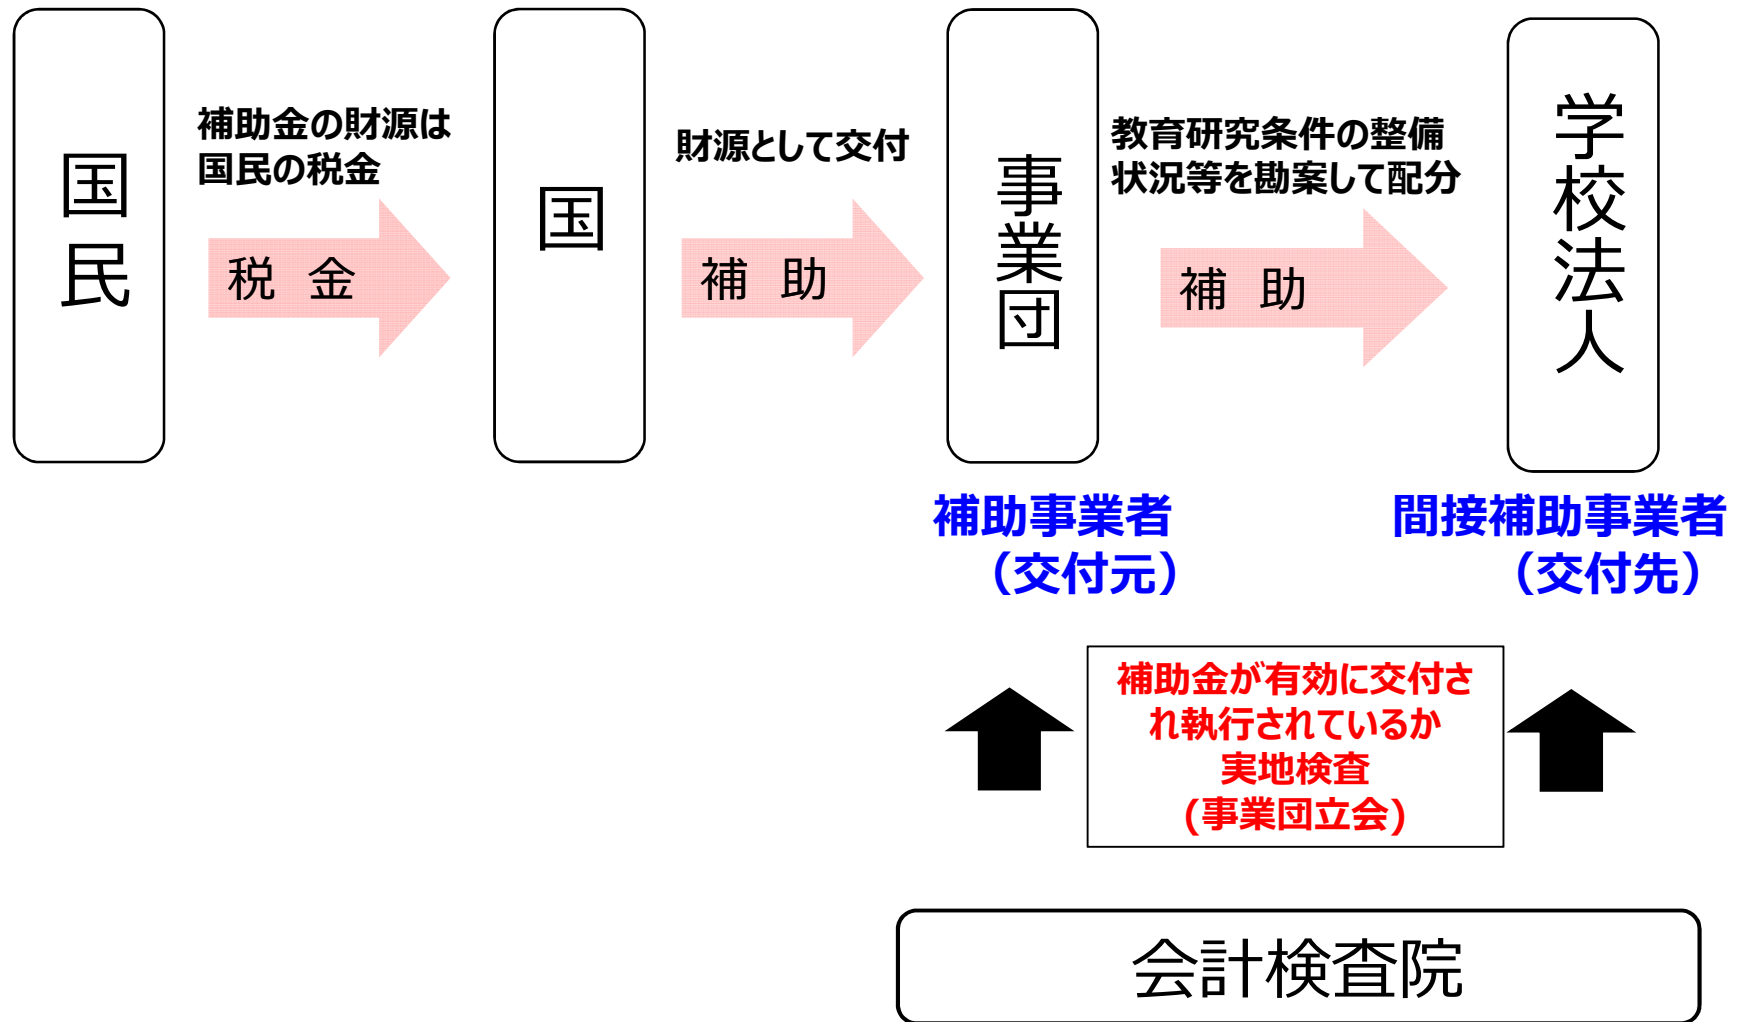 国民
補助金の財源は
国民の税金
税 金
国
財源として交付
補 助
事業団
教育研究条件の整備
状況等を勘案して配分
補 助
学校法人
補助事業者
（交付元）
間接補助事業者
（交付先）
補助金が有効に交付さ
れ執行されているか
実地検査
(事業団立会)
会計検査院